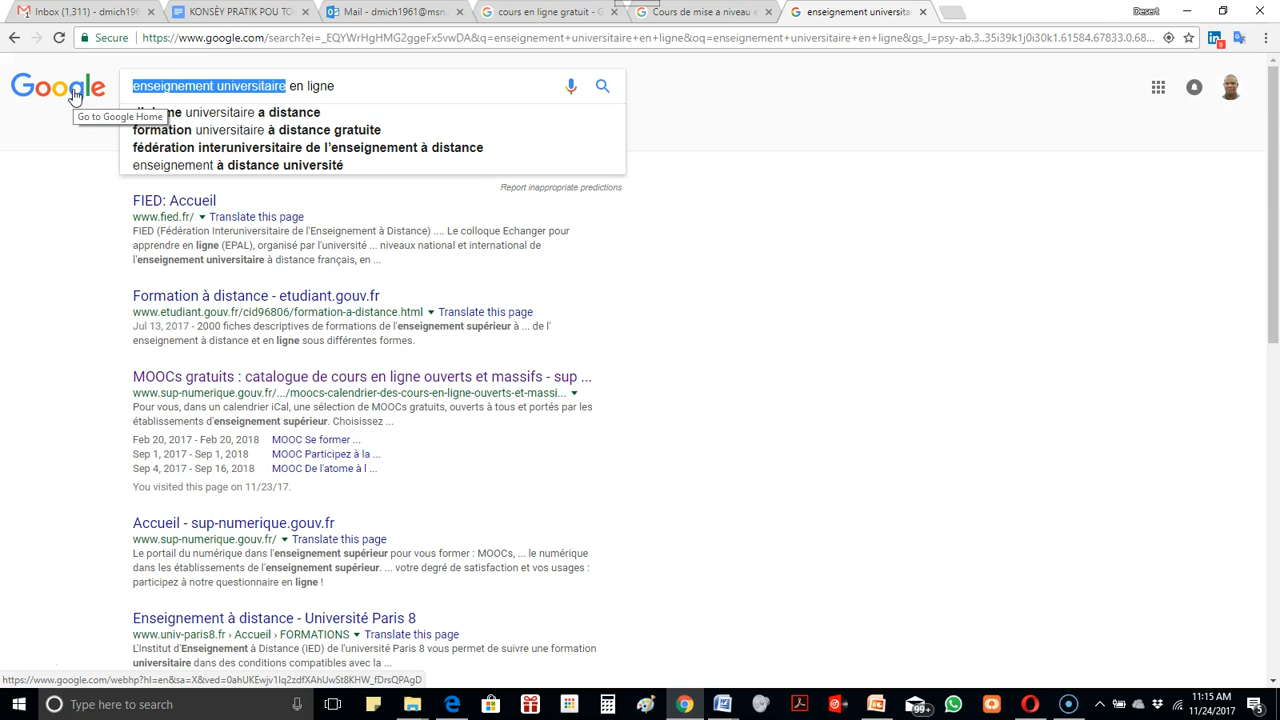 Inbox (1,311) - dmich196
KONSÈY PRATIK POU TO
Mail - dmich1961@msn
cours en ligne gratuit - G
Cours de mise a niveau e
enseignement universita
Desert
Secure
https://www.google.com/search?ei=_EQYWrHgHMG2ggeFx5vwDA&q=enseignement+universitaire+en+ligne&oq=enseignement+universitaire+en+ligne&gs_l=psy-ab.3..35i39k1j0i30k1.61584.67833.0.68...
9
Google
enseignement universitaire en ligne
Go to Google Home
universitaire a distance
formation universitaire à distance gratuite
fédération interuniversitaire de l'enseignement à distance
enseignement à distance université
Report inappropriate predictions
FIED: Accueil
www.fied.fr/ Translate this page
FIED (Fédération Interuniversitaire de l'Enseignement à Distance) .... Le colloque Echanger pour
apprendre en ligne (EPAL), organisé par l'université ... niveaux national et international de
l'enseignement universitaire à distance français, en ...
Formation à distance - etudiant.gouv.fr
www.etudiant.gouv.fr/cid96806/formation-a-distance.html Translate this page
Jul 13, 2017 - 2000 fiches descriptives de formations de l'enseignement supérieur à ... de l'
enseignement à distance et en ligne sous différentes formes.
MOOCs gratuits : catalogue de cours en ligne ouverts et massifs - sup ...
www.sup-numerique.gouv.fr/.../moocs-calendrier-des-cours-en-ligne-ouverts-et-massi...
Pour vous, dans un calendrier iCal, une sélection de MOOCs gratuits, ouverts à tous et portés par les
établissements d'enseignement supérieur. Choisissez ...
Feb 20, 2017 - Feb 20, 2018 MOOC Se former ...
Sep 1, 2017 - Sep 1, 2018 MOOC Participez à la ...
Sep 4, 2017 - Sep 16, 2018 MOOC De l'atome à l ...
You visited this page on 11/23/17.
Accueil - sup-numerique.gouv.fr
www.sup-numerique.gouv.fr/ Translate this page
Le portail du numérique dans l'enseignement supérieur pour vous former : MOOCs, ... le numérique
dans les établissements de l'enseignement supérieur. ... votre degré de satisfaction et vos usages :
participez à notre questionnaire en ligne !
Enseignement à distance - Université Paris 8
www.univ-paris8.fr › Accueil › FORMATIONS Translate this page
L'Institut d'Enseignement à Distance (IED) de l'université Paris 8 vous permet de suivre une formation
universitaire dans des conditions compatibles avec la ...
https://www.google.com/webhp?hl=en&sa=X&ved=0ahUKEwjv1Iq2zdfXAhUwSt8KHW_fDrsQPAgD
Type here to search
99+
11:15 AM
11/24/2017
3